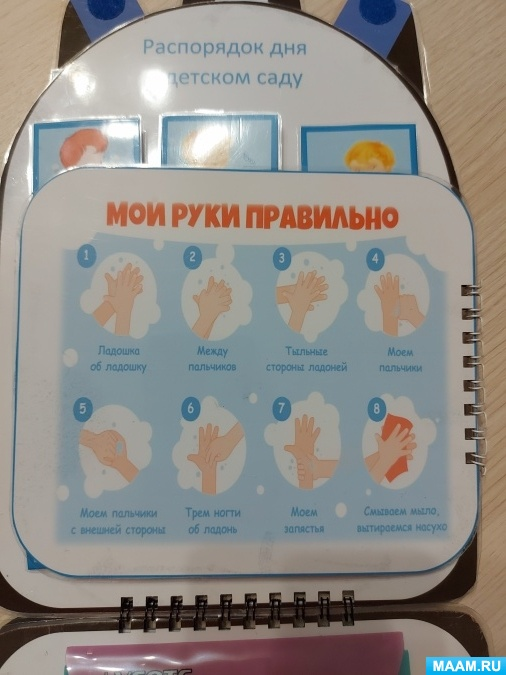 Распорядок дня
детском саду
МОЙ РУКИ ПРАВИЛЬНО
1
2
3
4
Ладошка
об ладошку
Между
пальчиков
Тыльные
стороны ладоней
Моем
пальчики
5
6
7
8
Моем пальчики
с внешней стороны
Трем ногти
об ладонь
Моем
запястья
Смываем мыло,
вытираемся насухо
MAAM.RU